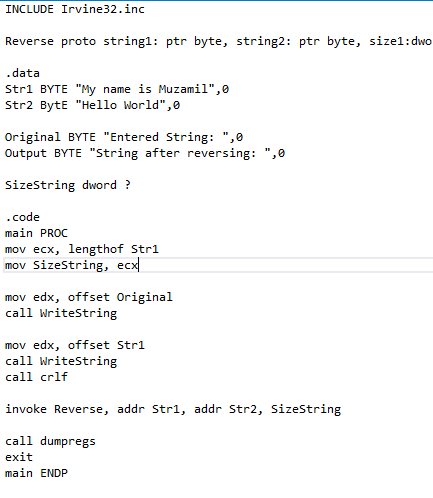 INCLUDE Irvine32.inc
Reverse proto string1: ptr byte, string2: ptr byte, size1:dwo
.data
Str1 BYTE "My name is Muzamil",0
Str2 BytE "Hello World",0
Original BYTE "Entered String: ",0
Output BYTE "String after reversing: ",0
SizeString dword ?
.code
main PROC
mov ecx, lengthof Str1
mov SizeString, ecx
mov edx, offset Original
call WriteString
mov edx, offset Str1
call WriteString
call crlf
invoke Reverse, addr Str1, addr Str2, SizeString
call dumpregs
exit
main ENDP